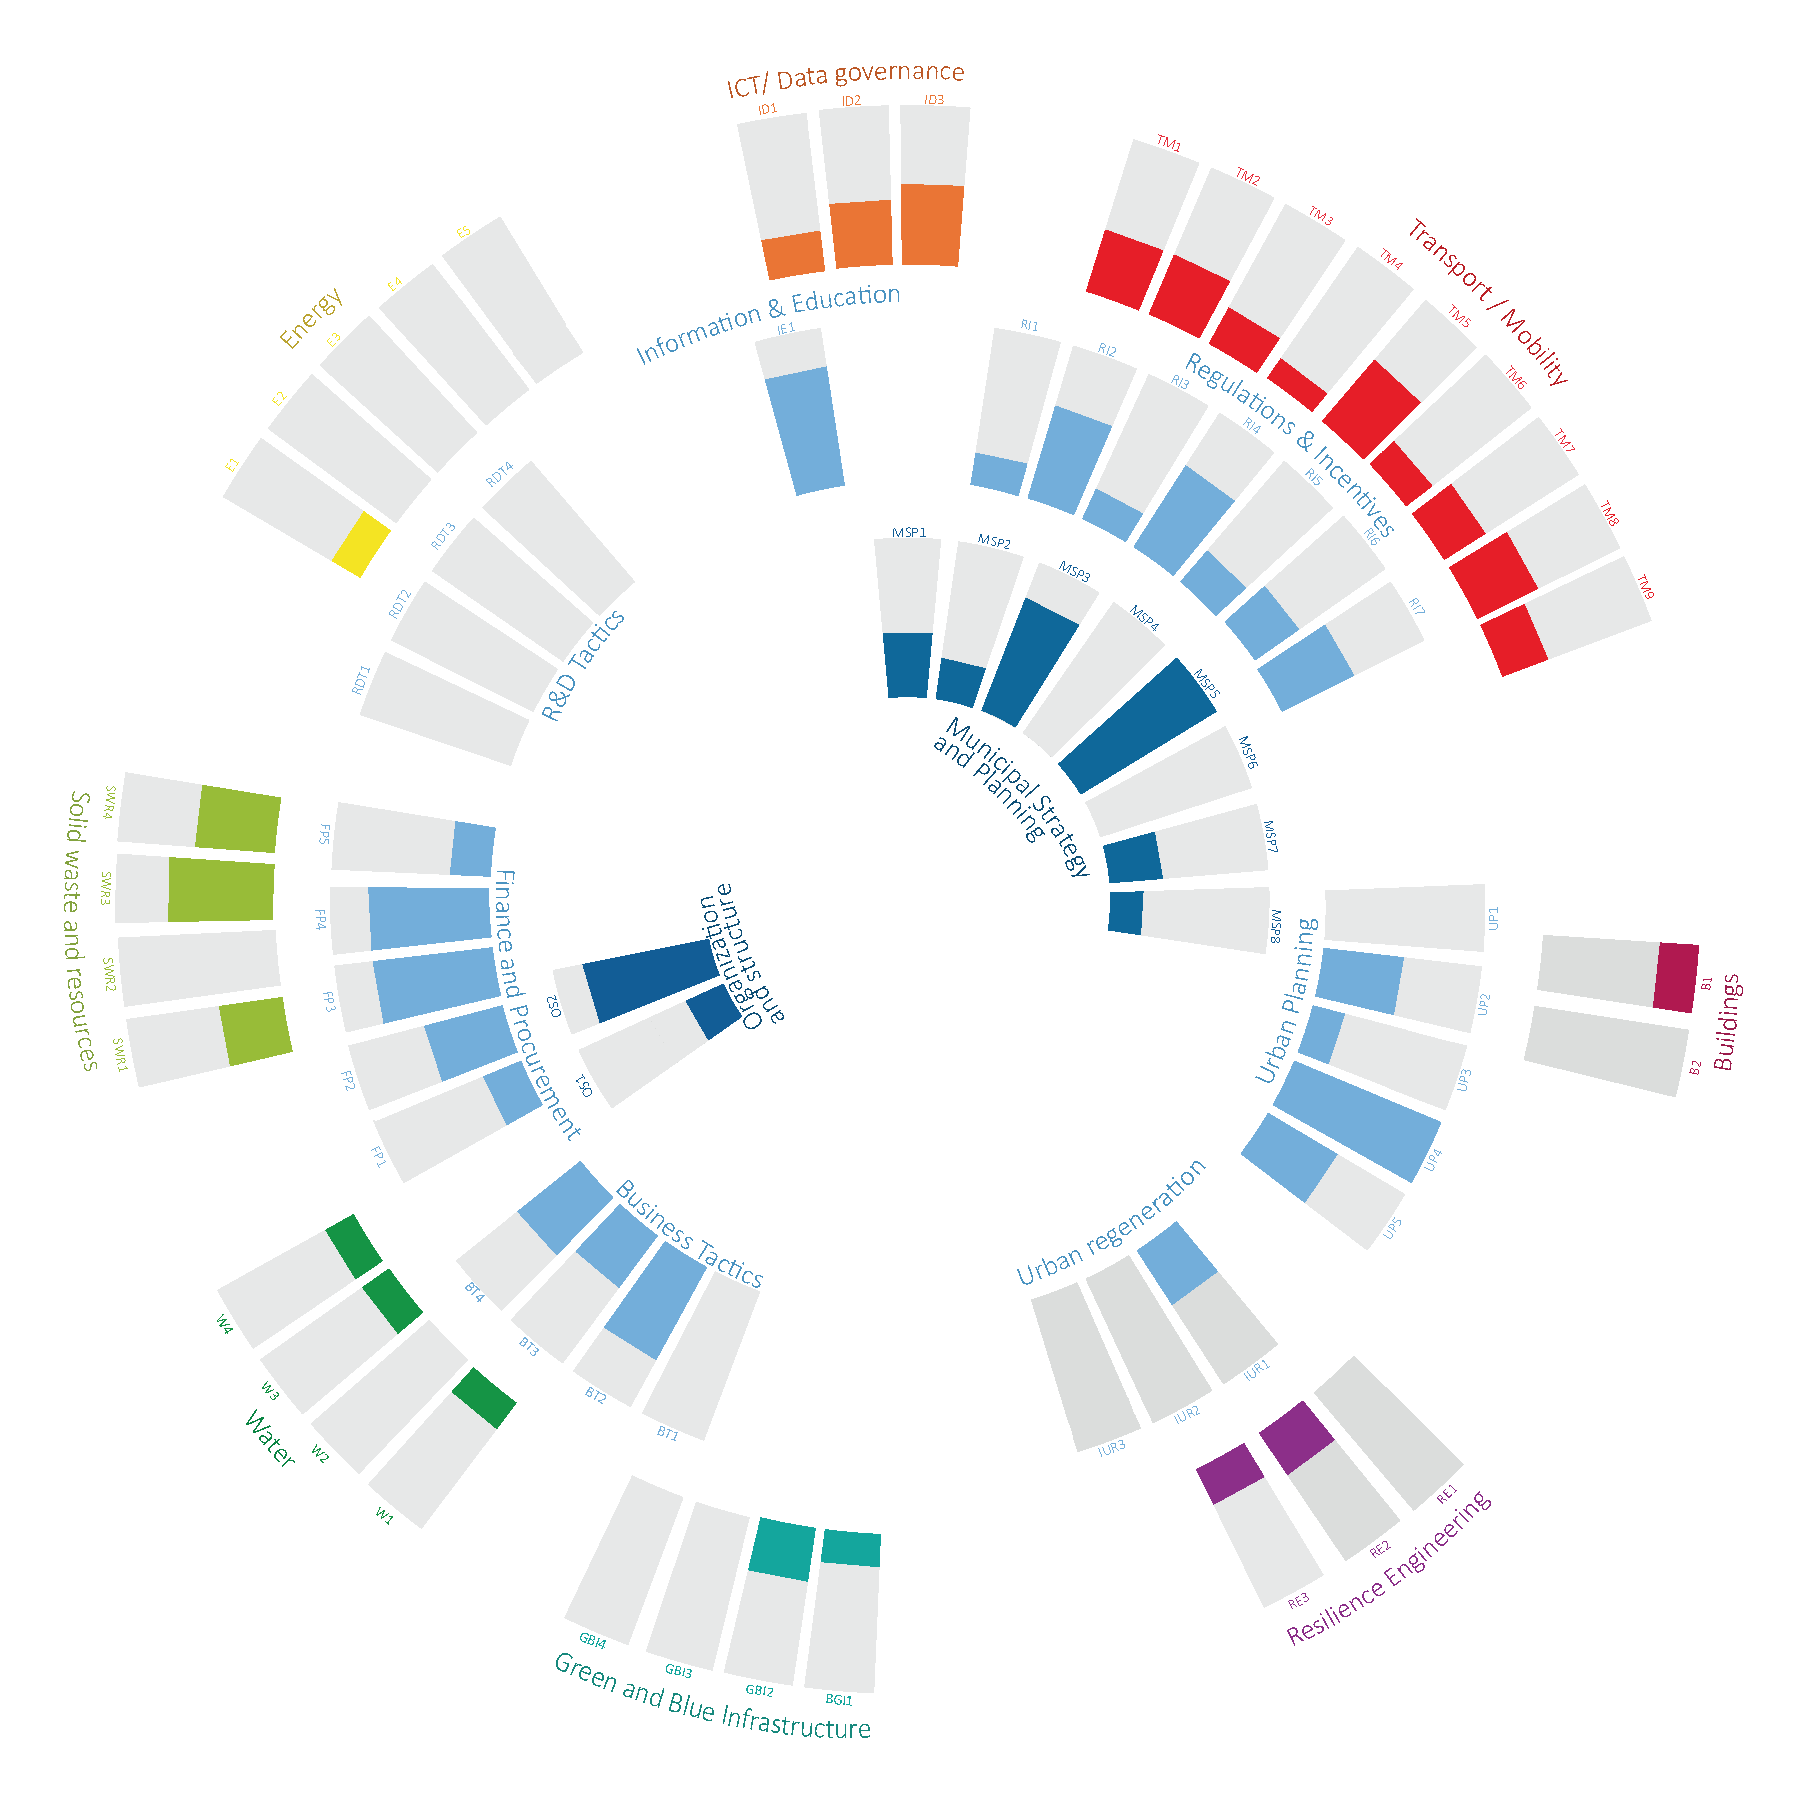 ICT/ Data governance
ID1
ID2
ID3
Information & Education
IE1
Transport / Mobility
TM1
TM2
TM3
TM4
TM5
TM6
TM7
TM8
TM9
Regulations & Incentives
RI1
RI2
RI3
RI4
RI5
RI6
RI7
MSP1
MSP2
MSP3
MSP4
MSP5
MSP6
MSP7
MSP8
Municipal Strategy
and Planning
Urban Planning
UP1
UP2
UP3
UP4
UP5
Buildings
B1
B2
Urban regeneration
IUR1
IUR2
IUR3
Resilience Engineering
RE1
RE2
RE3
Green and Blue Infrastructure
BGI1
GBI2
GBI3
GBI4
Business Tactics
BT1
BT2
BT3
BT4
Water
W1
W2
W3
W4
Organization
and structure
OS1
OS2
Finance and Procurement
FP1
FP2
FP3
FP4
FP5
Solid waste and resources
SWR1
SWR2
SWR3
SWR4
R&D Tactics
RDT1
RDT2
RDT3
RDT4
Energy
E1
E2
E3
E4
E5